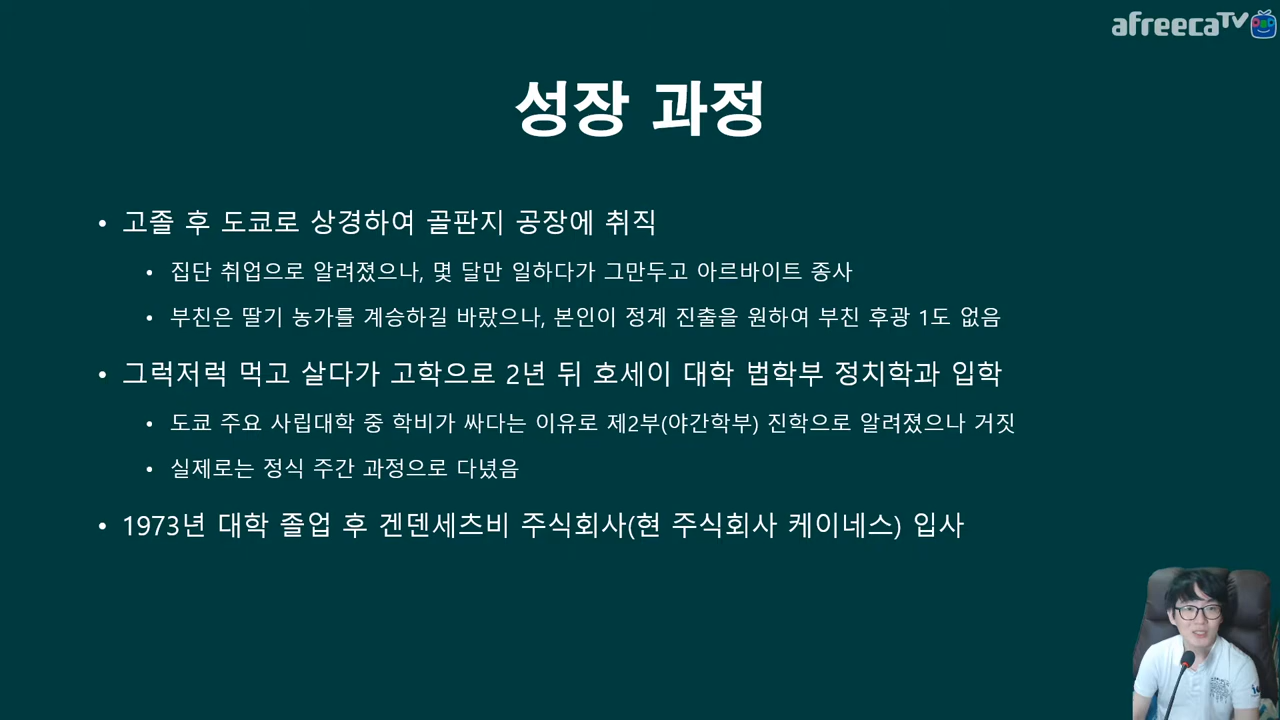 afreecaTV
성장 과정
• 고졸 후 도쿄로 상경하여 골판지 공장에 취직
• 집단 취업으로 알려졌으나, 몇 달만 일하다가 그만두고 아르바이트 종사
• 부친은 딸기 농가를 계승하길 바랐으나, 본인이 정계 진출을 원하여 부친 후광 1도 없음
• 그럭저럭 먹고 살다가 고학으로 2년 뒤 호세이 대학 법학부 정치학과 입학
• 도쿄 주요 사립대학 중 학비가 싸다는 이유로 제2부(야간학부) 진학으로 알려졌으나 거짓
• 실제로는 정식 주간 과정으로 다녔음
• 1973년 대학 졸업 후 겐덴세츠비 주식회사(현 주식회사 케이네스) 입사